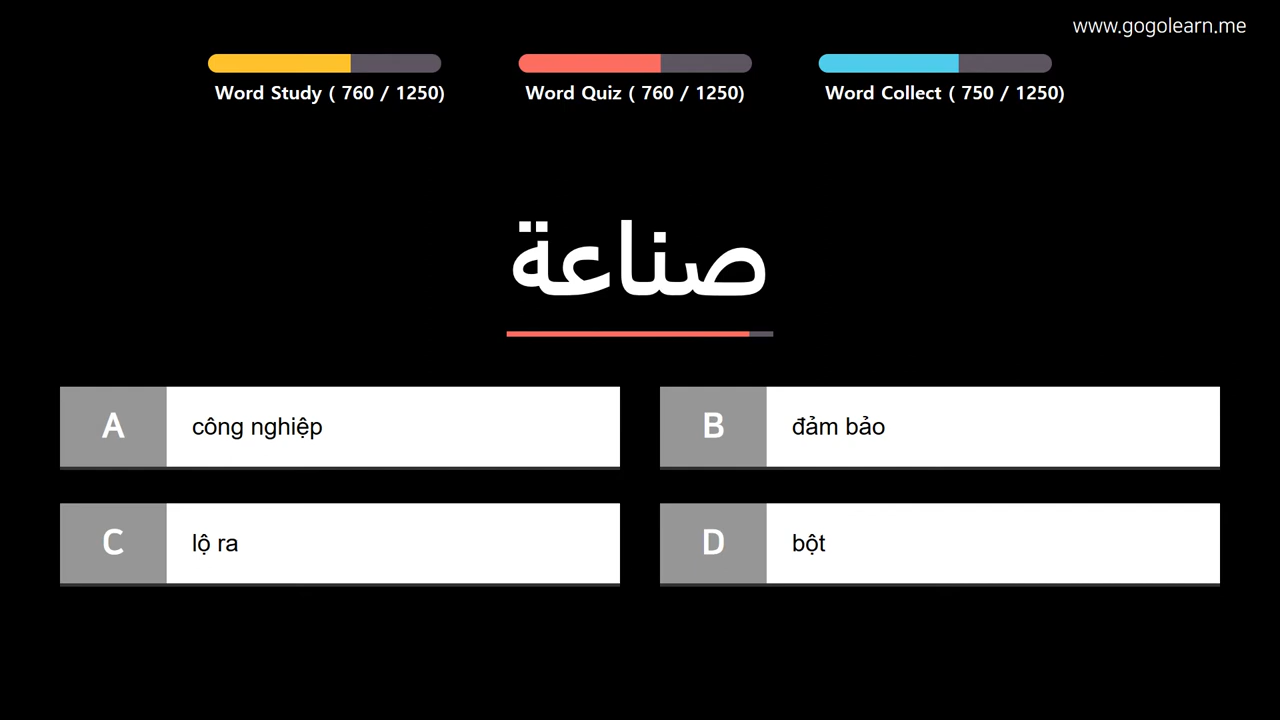 www.gogolearn.me
Word Study ( 760 / 1250)
Word Quiz ( 760 / 1250)
Word Collect ( 750 / 1250)
صناعة
A công nghiệp
B đảm bảo
C lộ ra
D bột